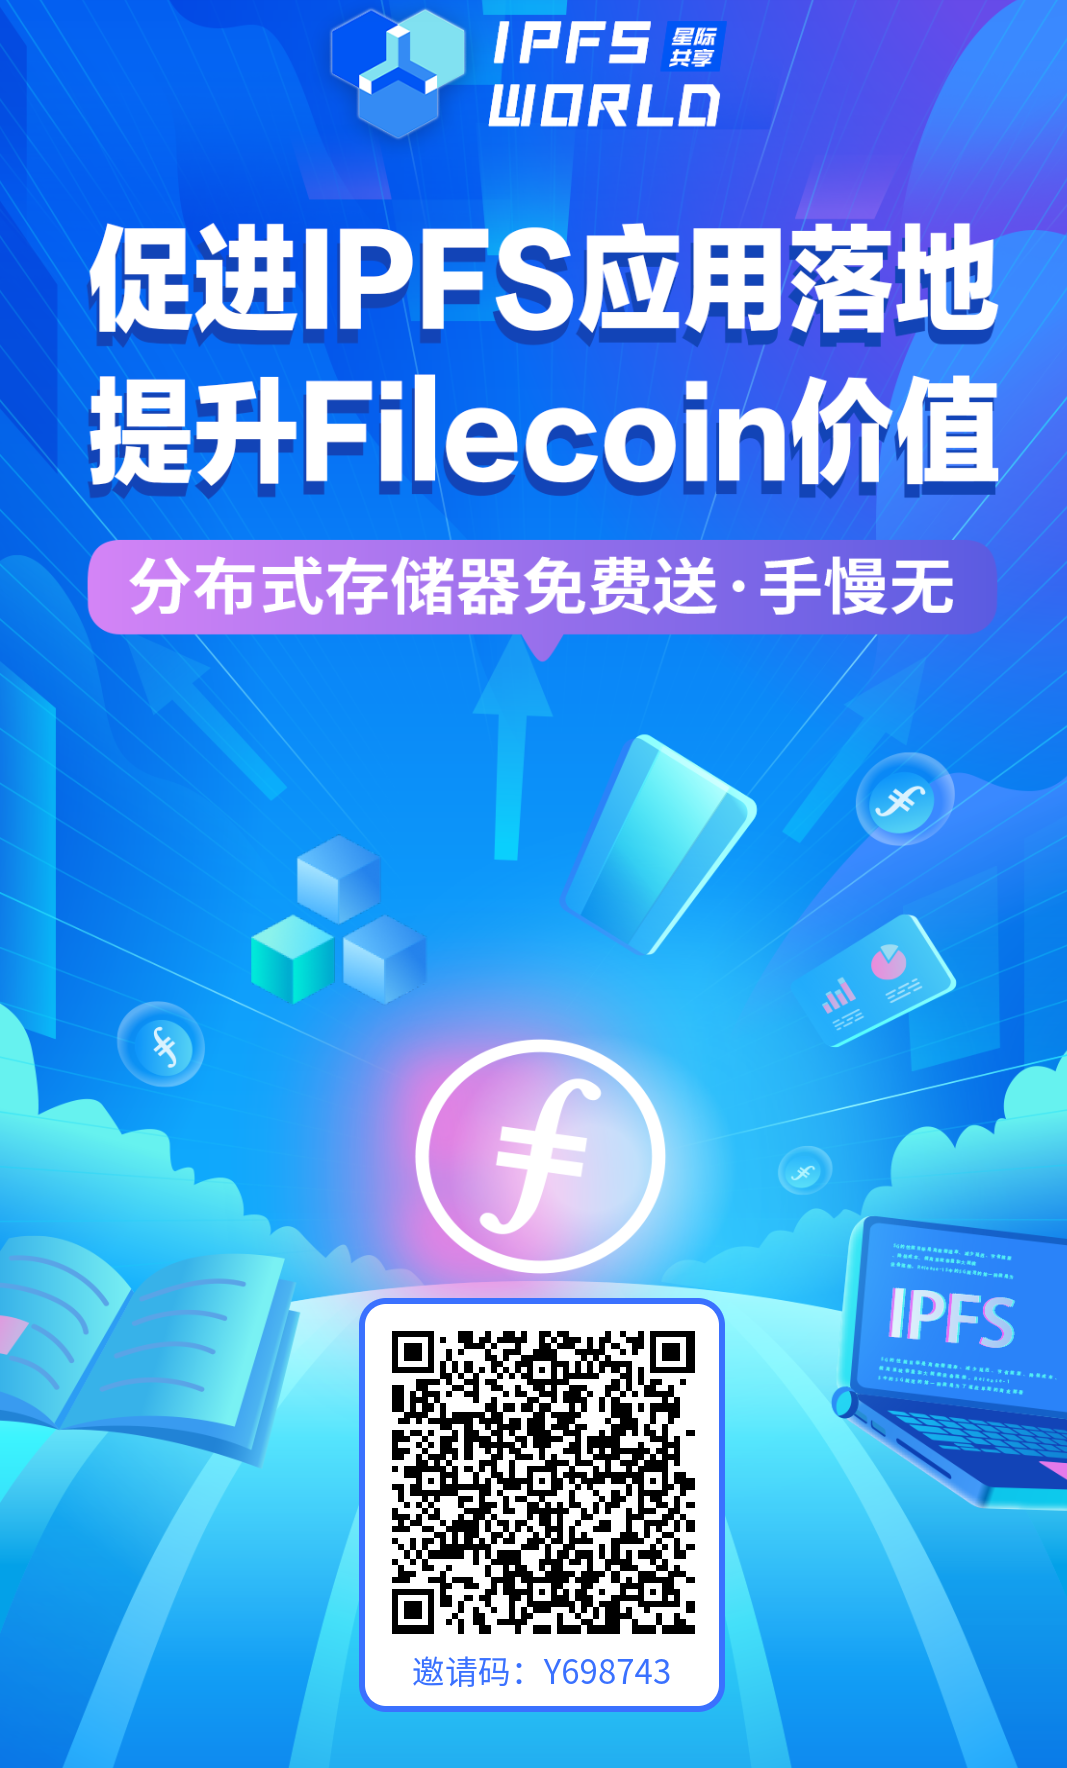 IPFS 星际共享
WORLD
促进IPFS应用落地
提升Filecoin价值
分布式存储器免费送·手慢无
IPFS
邀请码：Y698743